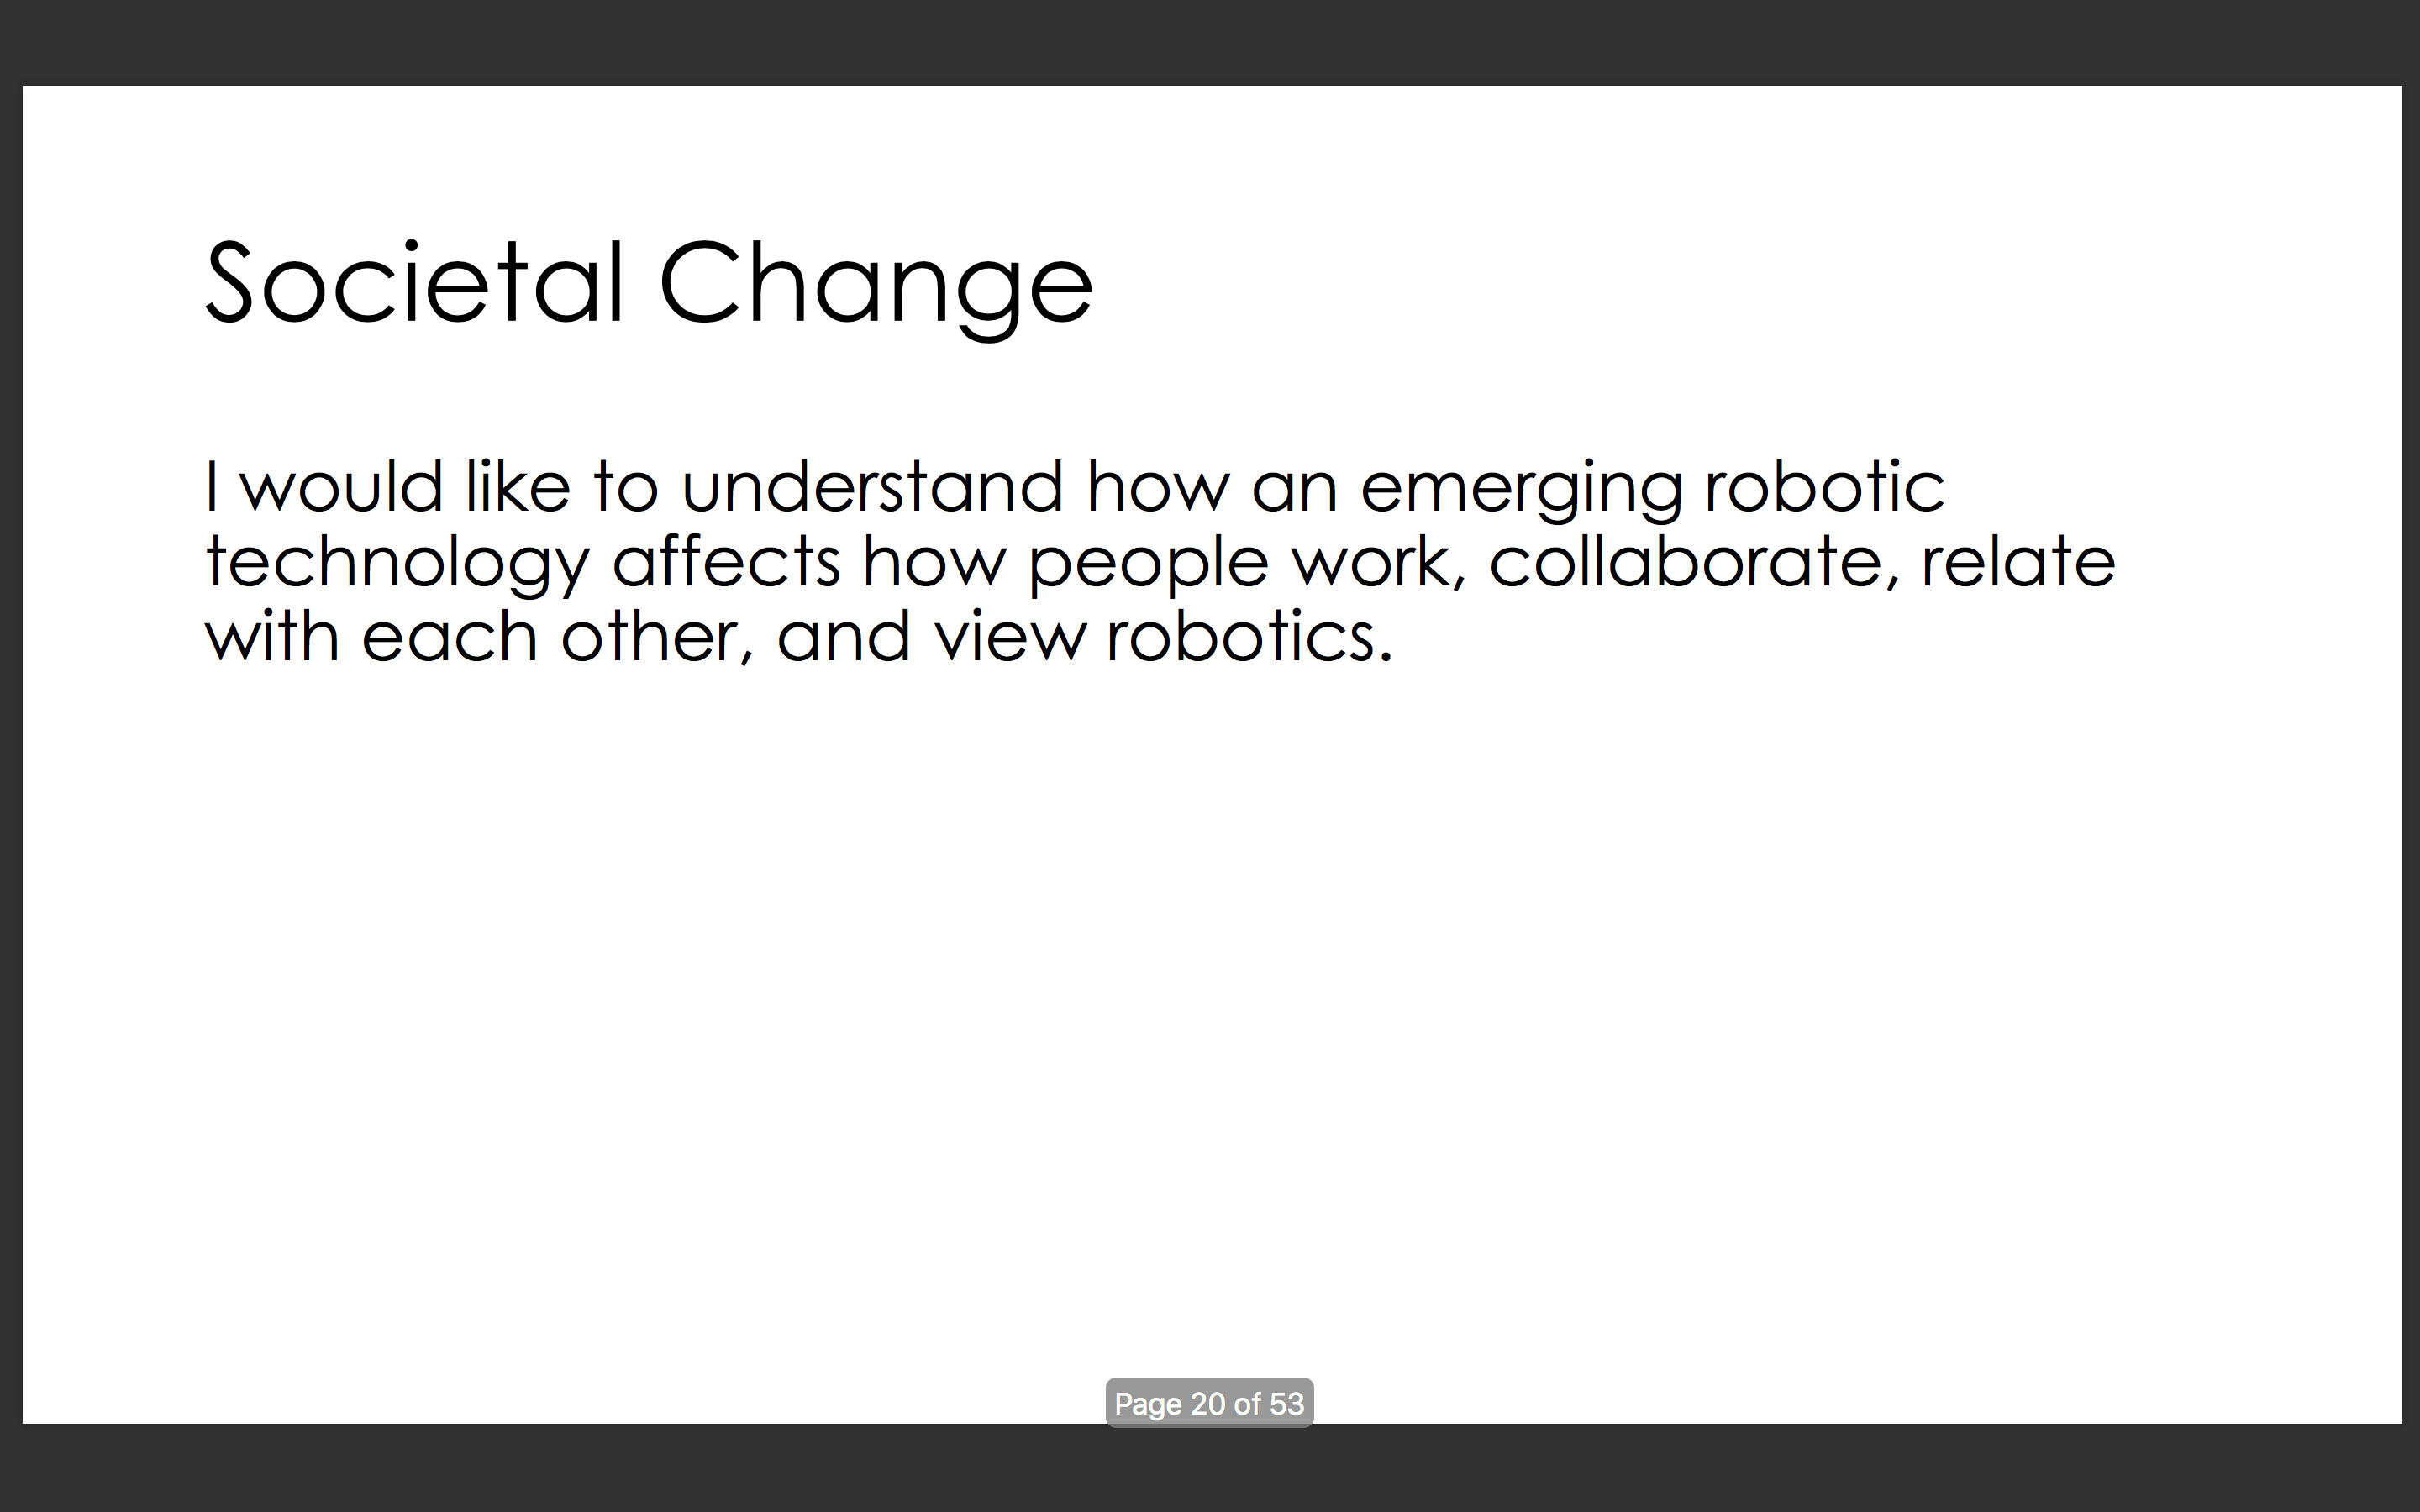 Societal Change
I would like to understand how an emerging robotic
technology affects how people work, collaborate, relate
with each other, and view robotics.
Page 20 of 53